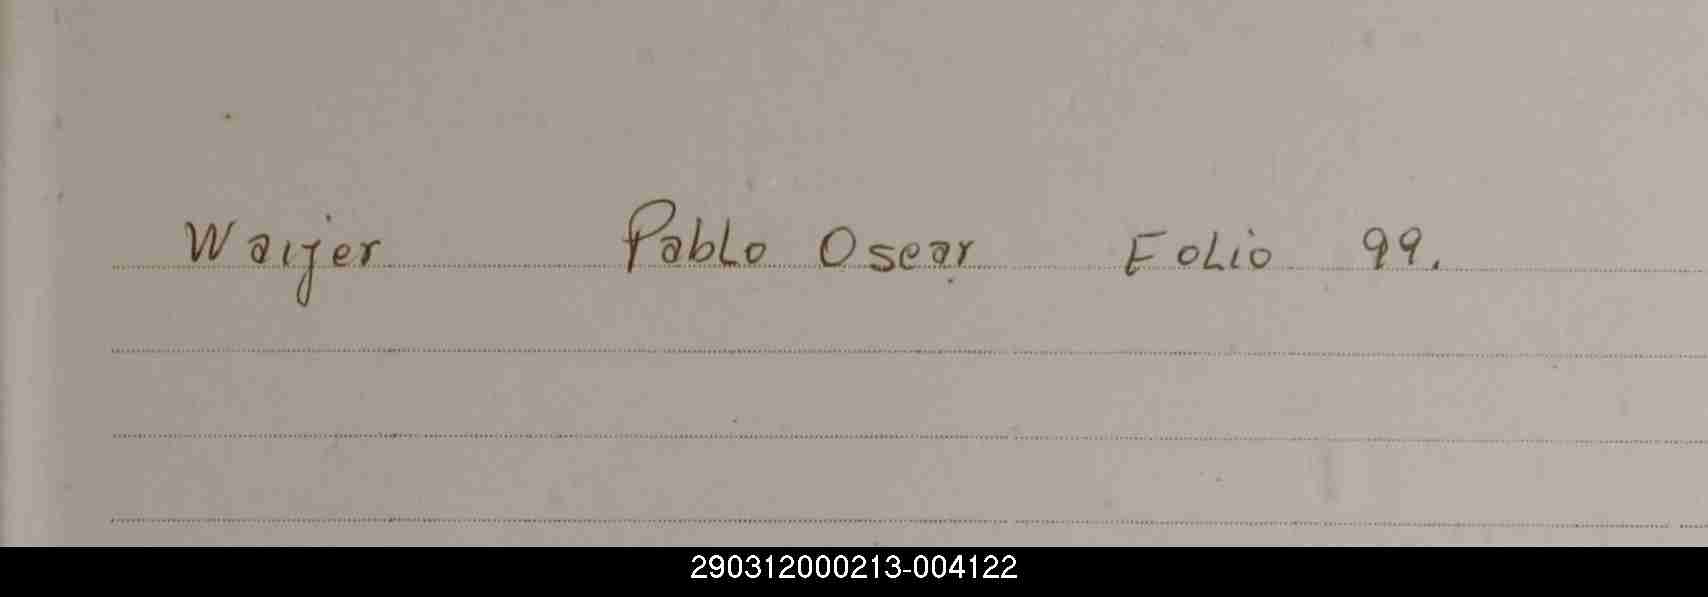 Waijer Pablo Oscar Folio 99.
290312000213-004122